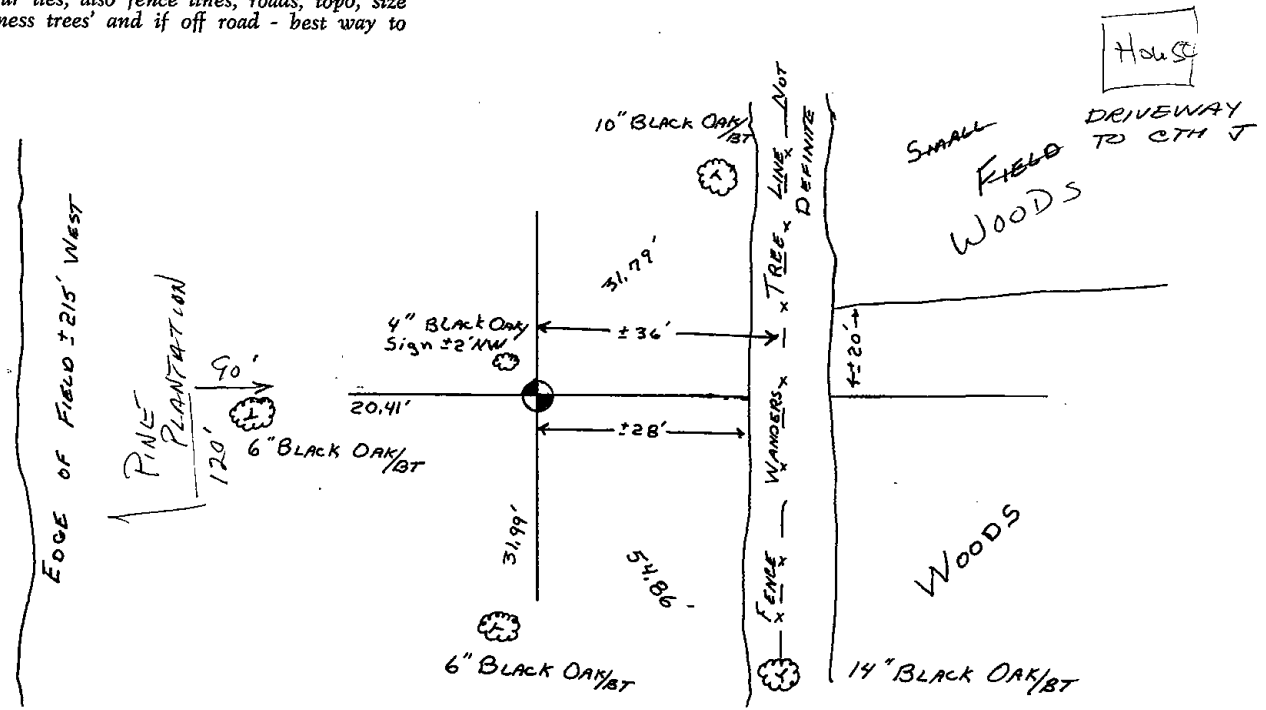 ur ties, also fence lines, roads, topo, size
ness trees' and if off road - best way to
House
DRIVEWAY
TO CTH J
10" BLACK OAK/BT
SMALL
FIELD
WOODS
FENCE WANDERS TREE LINE NOT
DEFINITE
EDGE OF FIELD ±215' WEST
PINE
PLANTATION
90'
120'
6" BLACK OAK/BT
4" BLACK OAK
Sign ±2' NW
31.79'
±36'
±20'
20.41'
±28'
31.99'
54.86
WOODS
6" BLACK OAK/BT
14" BLACK OAK/BT